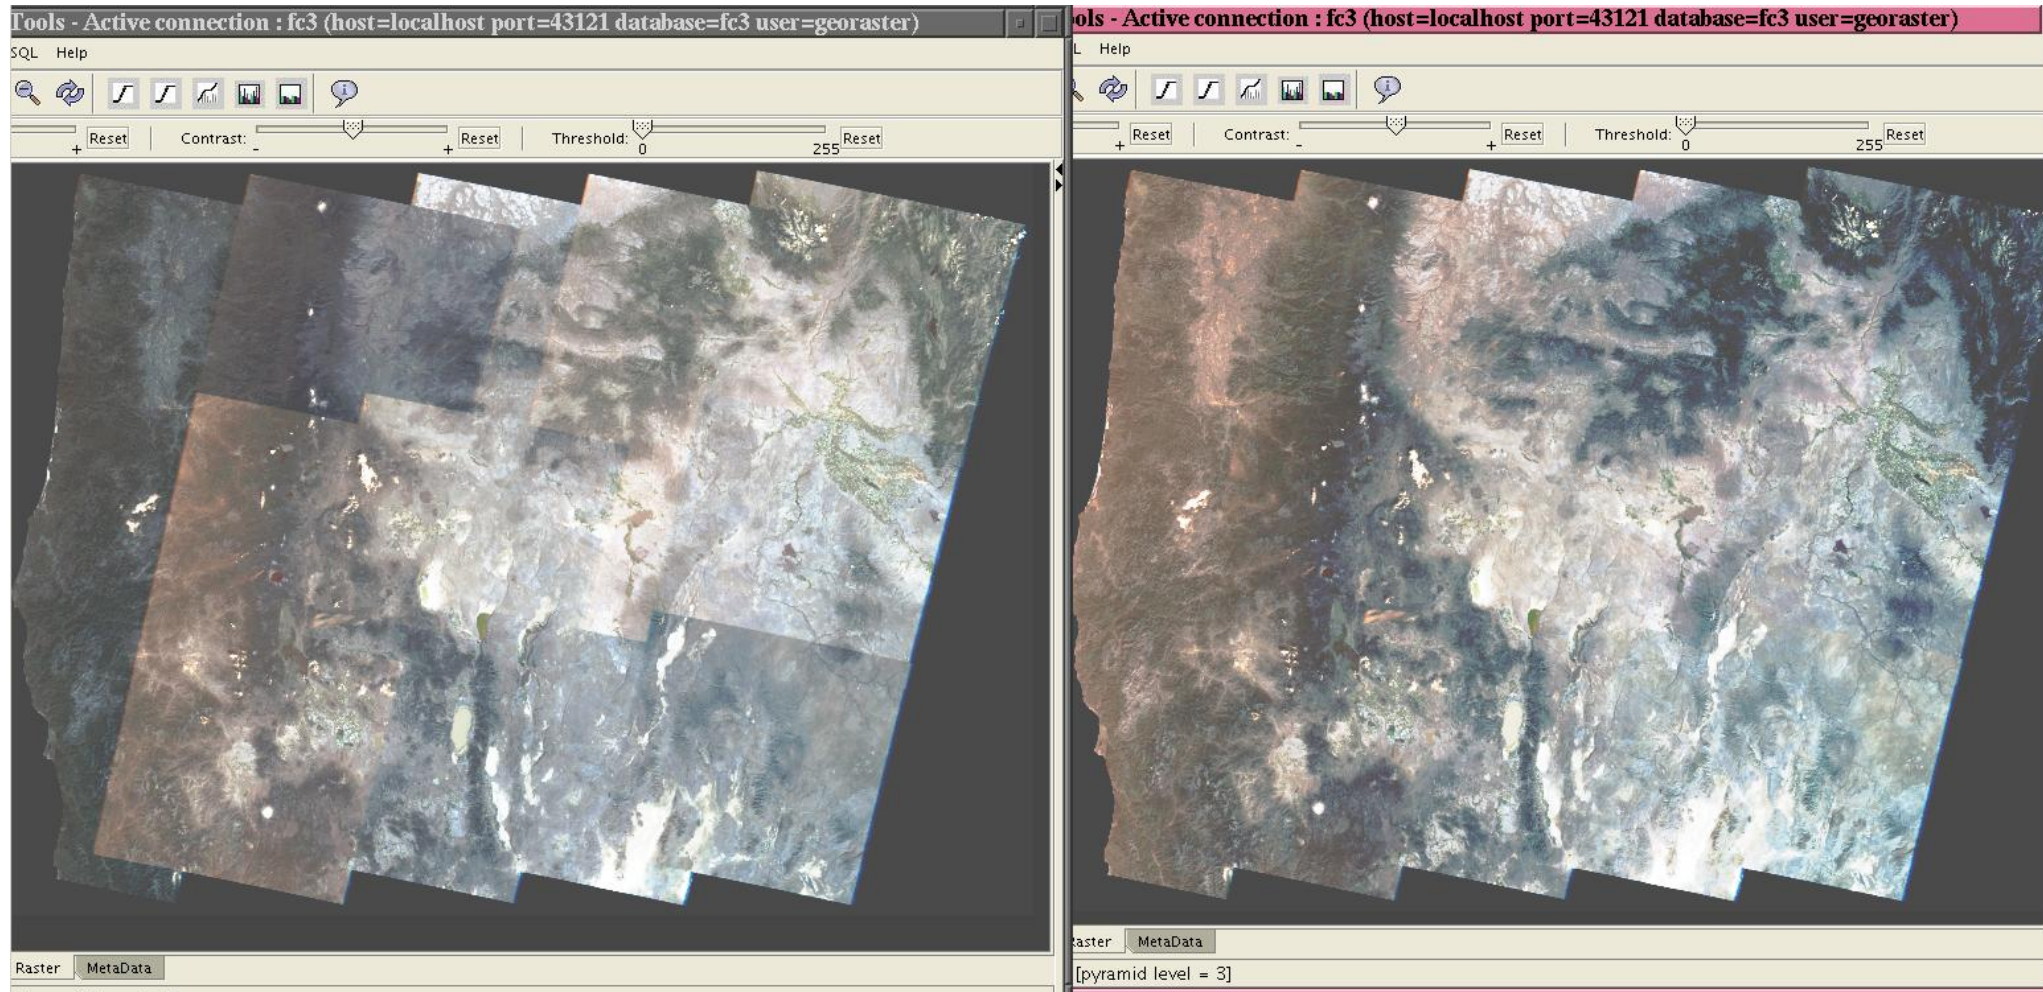 Tools - Active connection : fc3 (host=localhost port=43121 database=fc3 user=georaster)
SQL Help
Reset Contrast: Reset Threshold: Reset
+ - + 0 255
Raster MetaData
ols - Active connection : fc3 (host=localhost port=43121 database=fc3 user=georaster)
L Help
Reset Contrast: Reset Threshold: Reset
+ - + 0 255
Raster MetaData
[pyramid level = 3]